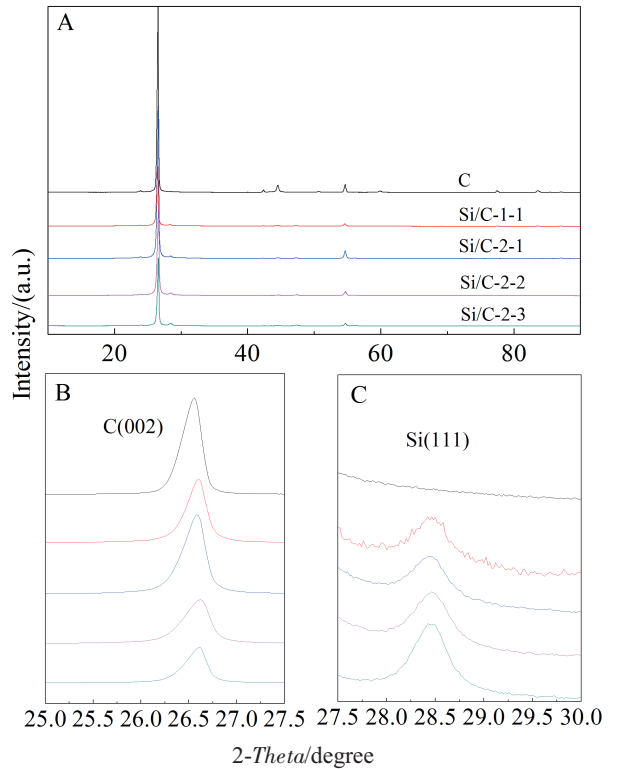 A
C
Si/C-1-1
Si/C-2-1
Si/C-2-2
Si/C-2-3
Intensity/(a.u.)
20 40 60 80
B
C(002)
C
Si(111)
25.0 25.5 26.0 26.5 27.0 27.5
27.5 28.0 28.5 29.0 29.5 30.0
2-Theta/degree